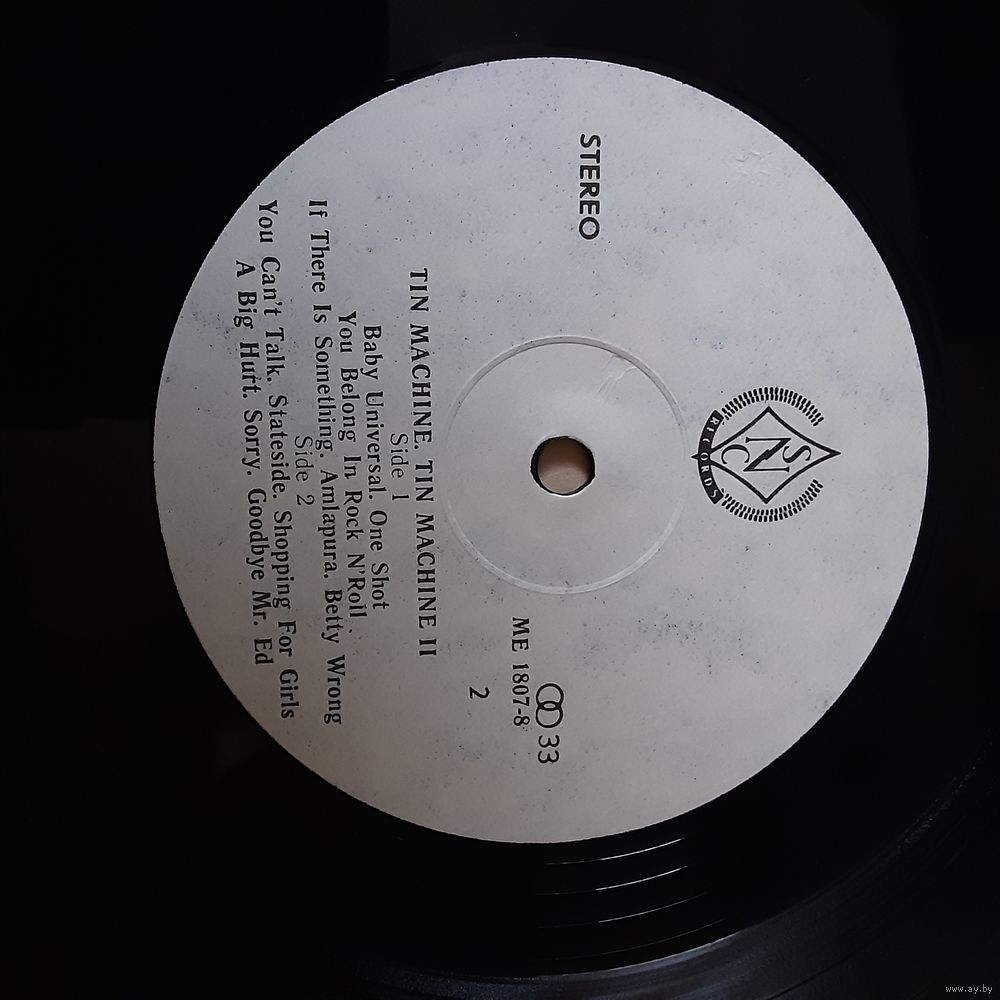 SNC
RECORDS
STEREO
33
ME 1807-8
2
TIN MACHINE. TIN MACHINE II
Side 1
Baby Universal. One Shot
You Belong In Rock N'Roll
If There Is Something. Amlapura. Betty Wrong
Side 2
You Can't Talk. Stateside. Shopping For Girls
A Big Hurt. Sorry. Goodbye Mr. Ed
www.ay.by